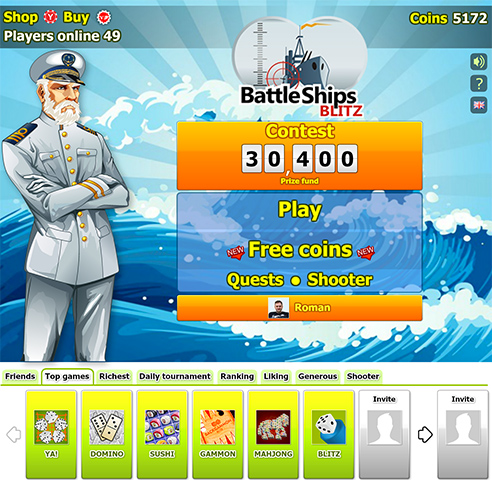 Shop Buy
Coins 5172
Players online 49
BattleShips
BLITZ
Contest
30,400
Prize fund
Play
NEW Free coins NEW
Quests • Shooter
Roman
?
Friends Top games Richest Daily tournament Ranking Liking Generous Shooter
Invite Invite
YA! DOMINO SUSHI GAMMON MAHJONG BLITZ